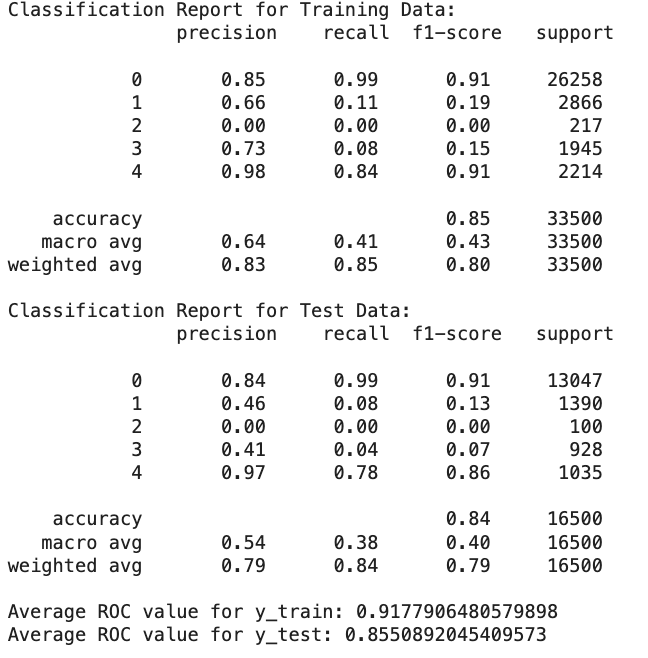 Classification Report for Training Data:
precision recall f1-score support
0 0.85 0.99 0.91 26258
1 0.66 0.11 0.19 2866
2 0.00 0.00 0.00 217
3 0.73 0.08 0.15 1945
4 0.98 0.84 0.91 2214
accuracy 0.85 33500
macro avg 0.64 0.41 0.43 33500
weighted avg 0.83 0.85 0.80 33500
Classification Report for Test Data:
precision recall f1-score support
0 0.84 0.99 0.91 13047
1 0.46 0.08 0.13 1390
2 0.00 0.00 0.00 100
3 0.41 0.04 0.07 928
4 0.97 0.78 0.86 1035
accuracy 0.84 16500
macro avg 0.54 0.38 0.40 16500
weighted avg 0.79 0.84 0.79 16500
Average ROC value for y_train: 0.9177906480579898
Average ROC value for y_test: 0.8550892045409573